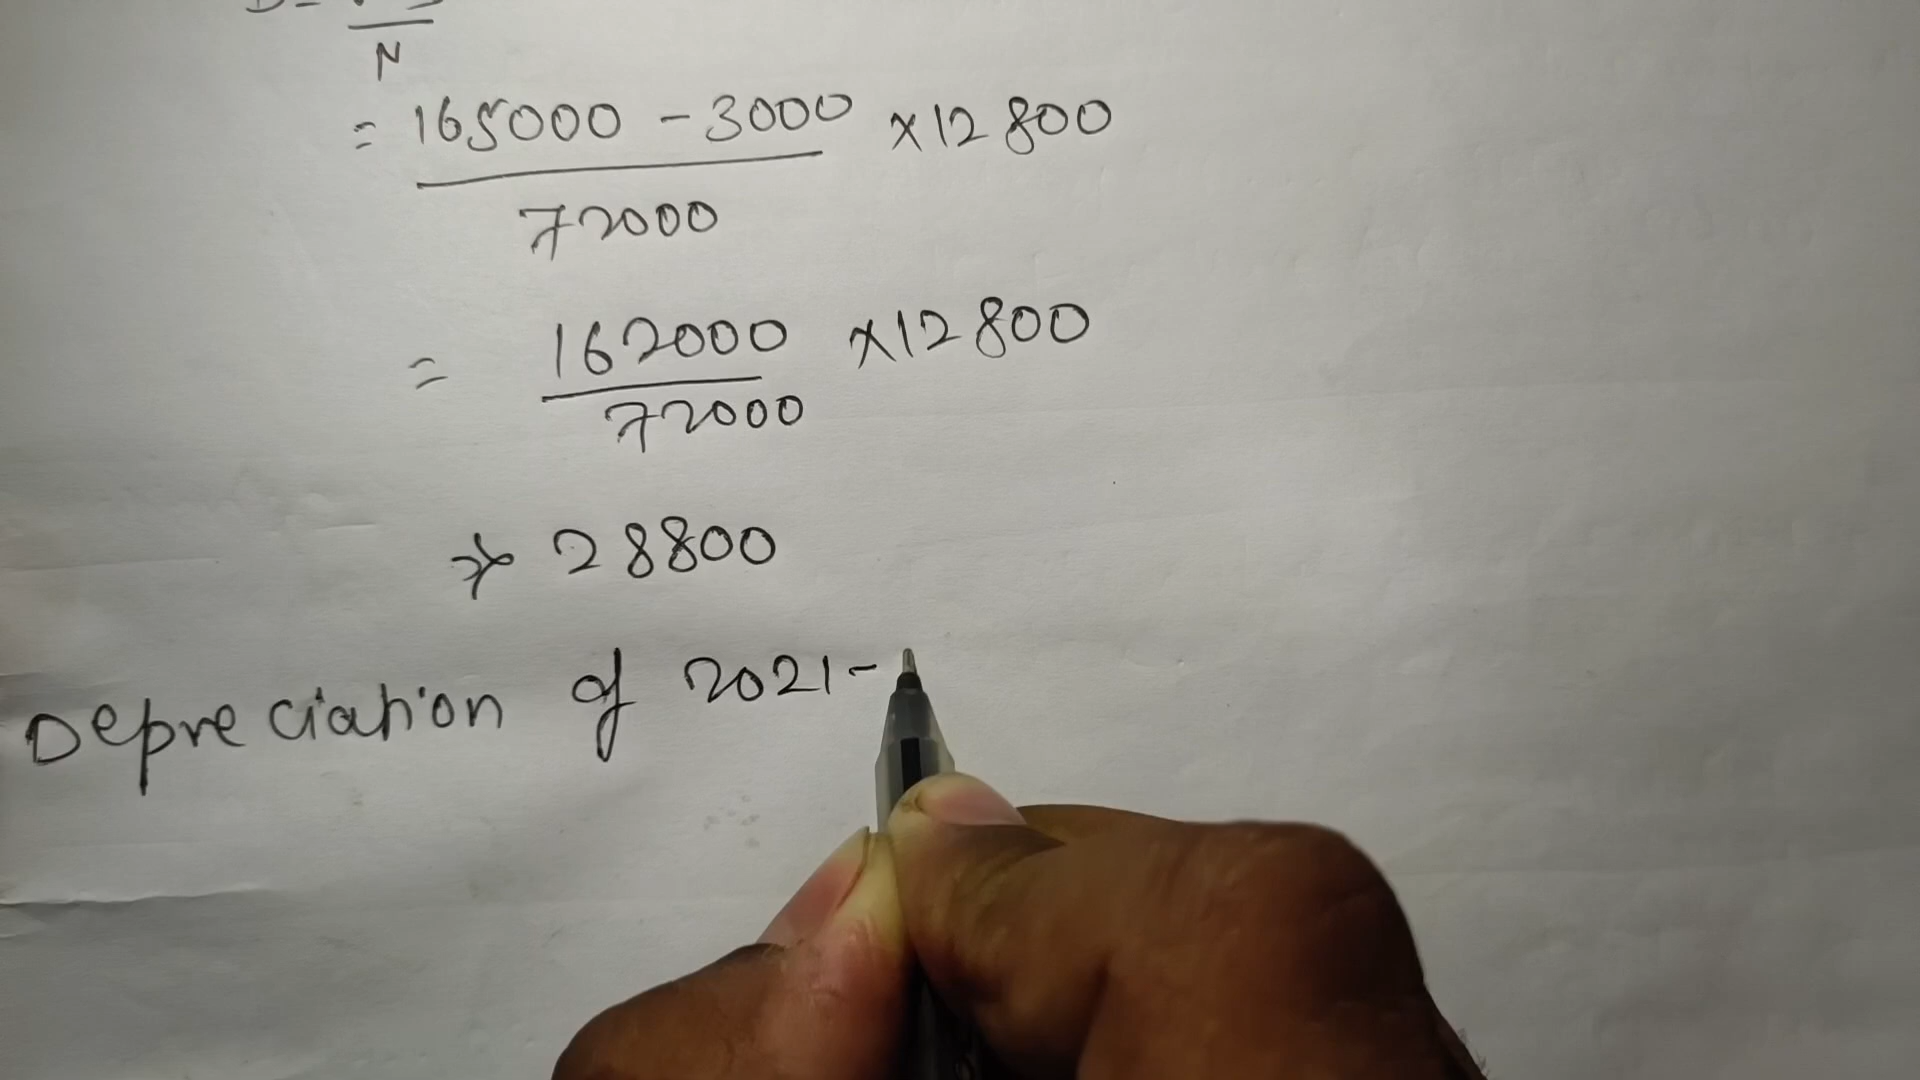 N
= 165000 - 3000 × 12800
72000
= 162000 × 12800
72000
28800
Depreciation of 2021-